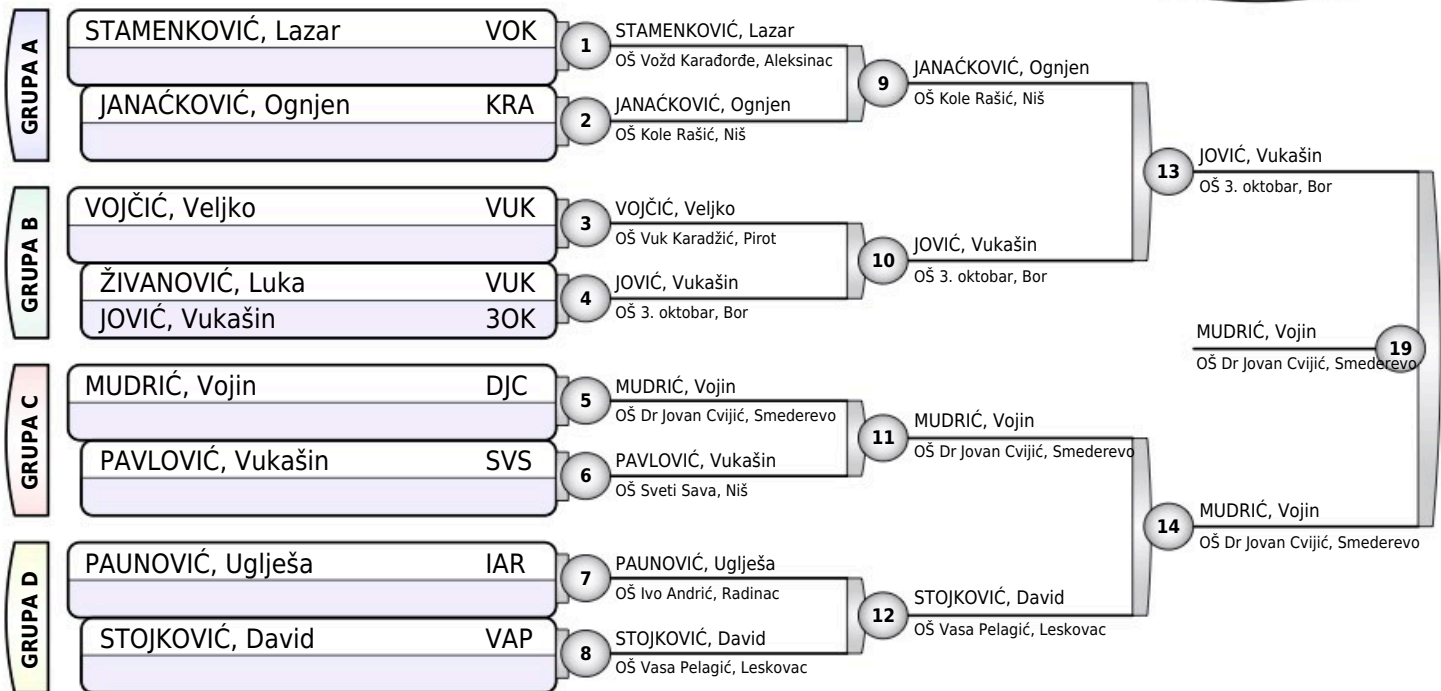 GRUPA A
STAMENKOVIĆ, Lazar VOK
JANAĆKOVIĆ, Ognjen KRA
1
STAMENKOVIĆ, Lazar
OŠ Vožd Karađorđe, Aleksinac
2
JANAĆKOVIĆ, Ognjen
OŠ Kole Rašić, Niš
9
JANAĆKOVIĆ, Ognjen
OŠ Kole Rašić, Niš
GRUPA B
VOJČIĆ, Veljko VUK
ŽIVANOVIĆ, Luka VUK
JOVIĆ, Vukašin 3OK
3
VOJČIĆ, Veljko
OŠ Vuk Karadžić, Pirot
4
JOVIĆ, Vukašin
OŠ 3. oktobar, Bor
10
JOVIĆ, Vukašin
OŠ 3. oktobar, Bor
13
JOVIĆ, Vukašin
OŠ 3. oktobar, Bor
GRUPA C
MUDRIĆ, Vojin DJC
PAVLOVIĆ, Vukašin SVS
5
MUDRIĆ, Vojin
OŠ Dr Jovan Cvijić, Smederevo
6
PAVLOVIĆ, Vukašin
OŠ Sveti Sava, Niš
11
MUDRIĆ, Vojin
OŠ Dr Jovan Cvijić, Smederevo
GRUPA D
PAUNOVIĆ, Uglješa IAR
STOJKOVIĆ, David VAP
7
PAUNOVIĆ, Uglješa
OŠ Ivo Andrić, Radinac
8
STOJKOVIĆ, David
OŠ Vasa Pelagić, Leskovac
12
STOJKOVIĆ, David
OŠ Vasa Pelagić, Leskovac
14
MUDRIĆ, Vojin
OŠ Dr Jovan Cvijić, Smederevo
MUDRIĆ, Vojin
19
OŠ Dr Jovan Cvijić, Smederevo